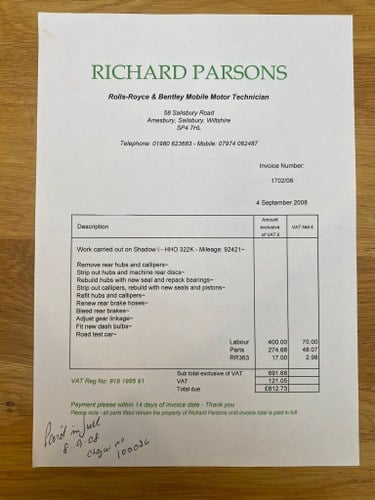 RICHARD PARSONS
Rolls-Royce & Bentley Mobile Motor Technician
58 Salisbury Road
Amesbury, Salisbury, Wiltshire
SP4 7HL
Telephone: 01980 623683 - Mobile: 07974 062487
Invoice Number:
1702/08
4 September 2008
Description Amount exclusive of VAT £ VAT Net £
Work carried out on Shadow I - HHO 322K - Mileage: 92421~
Remove rear hubs and callipers~
Strip out hubs and machine rear discs~
Rebuild hubs with new seal and repack bearings~
Strip out callipers, rebuild with new seals and pistons~
Refit hubs and callipers~
Renew rear brake hoses~
Bleed rear brakes~
Adjust gear linkage~
Fit new dash bulbs~
Road test car~
Labour 400.00 70.00
Parts 274.68 48.07
RR363 17.00 2.98
Sub total exclusive of VAT 691.68
VAT Reg No: 819 1985 91 VAT 121.05
Total due £812.73
Payment please within 14 days of invoice date - Thank you
Please note - all parts fitted remain the property of Richard Parsons until invoice total is paid in full
Paid in full
8.9.08
cheque no
100036